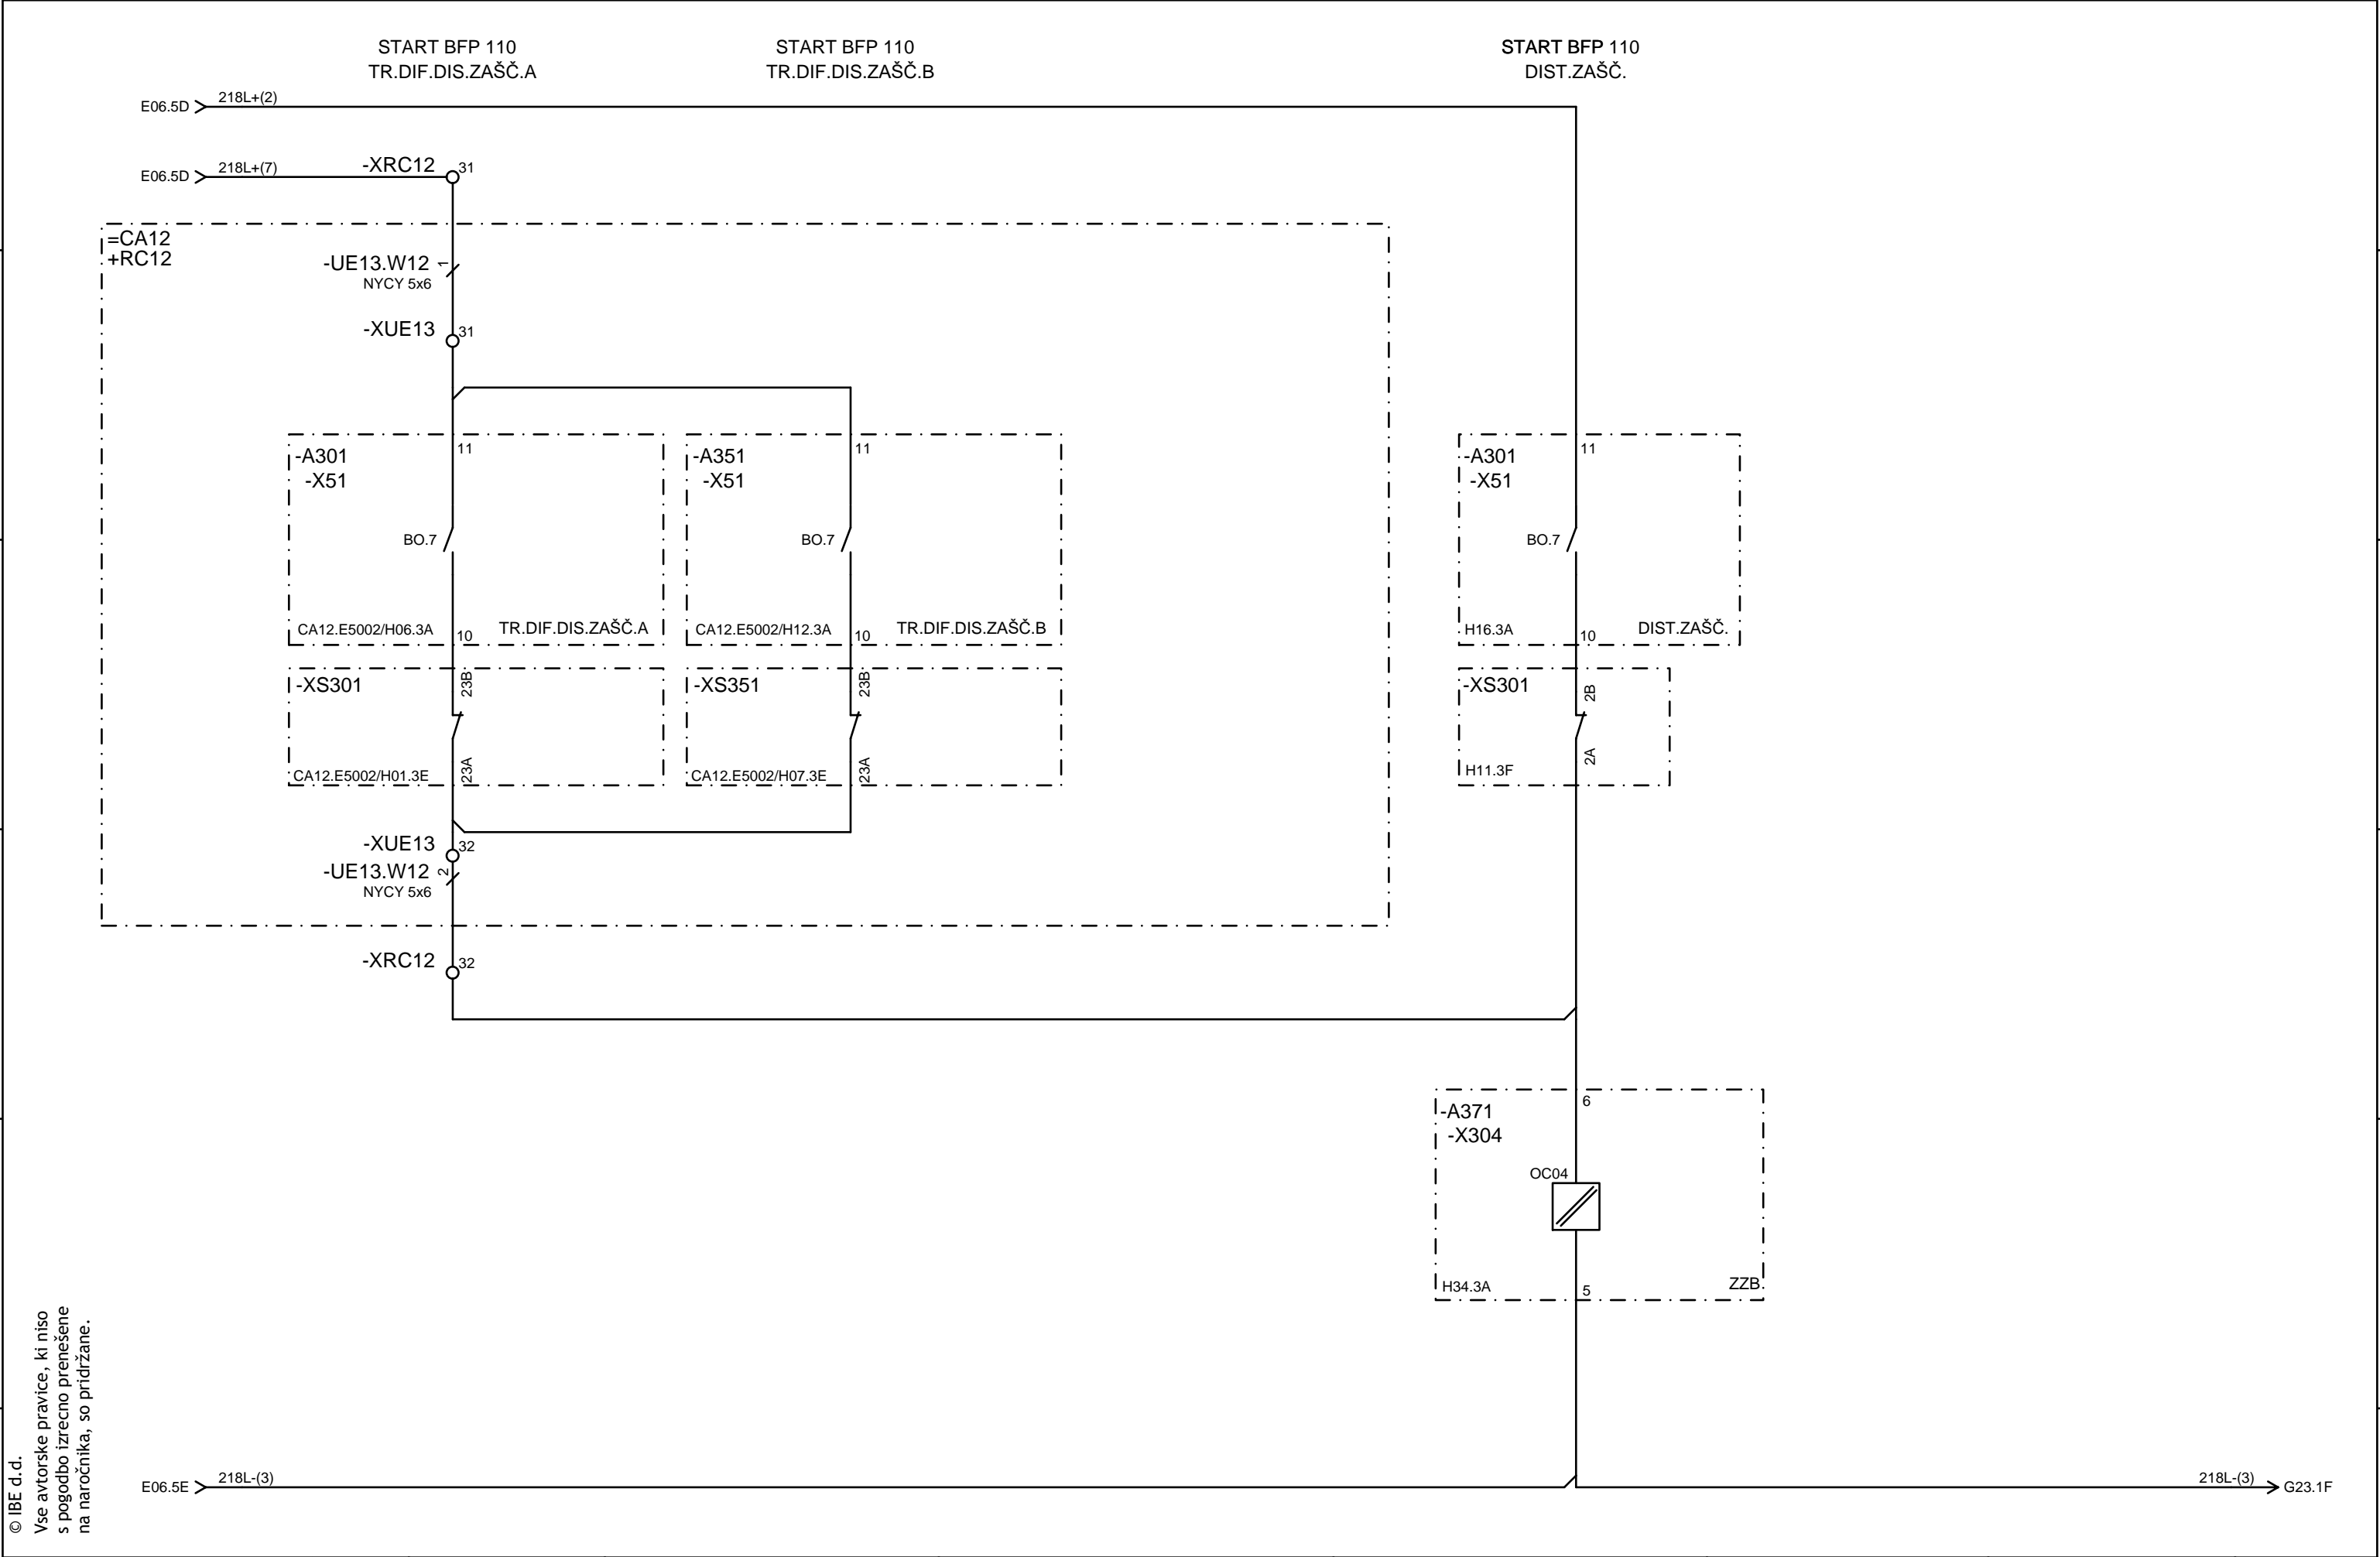 START BFP 110
TR.DIF.DIS.ZAŠČ.A
START BFP 110
TR.DIF.DIS.ZAŠČ.B
START BFP 110
DIST.ZAŠČ.
E06.5D
218L+(2)
E06.5D
218L+(7)
-XRC12
31
=CA12
+RC12
-UE13.W12
1
NYCY 5x6
-XUE13
31
-A301
-X51
11
BO.7
CA12.E5002/H06.3A
10
TR.DIF.DIS.ZAŠČ.A
-A351
-X51
11
BO.7
CA12.E5002/H12.3A
10
TR.DIF.DIS.ZAŠČ.B
-A301
-X51
11
BO.7
H16.3A
10
DIST.ZAŠČ.
-XS301
23B
23A
CA12.E5002/H01.3E
-XS351
23B
23A
CA12.E5002/H07.3E
-XS301
2B
2A
H11.3F
-XUE13
32
-UE13.W12
2
NYCY 5x6
-XRC12
32
-A371
-X304
6
OC04
H34.3A
5
ZZB
E06.5E
218L-(3)
218L-(3)
G23.1F
© IBE d.d.
Vse avtorske pravice, ki niso
s pogodbo izrecno prenešene
na naročnika, so pridržane.